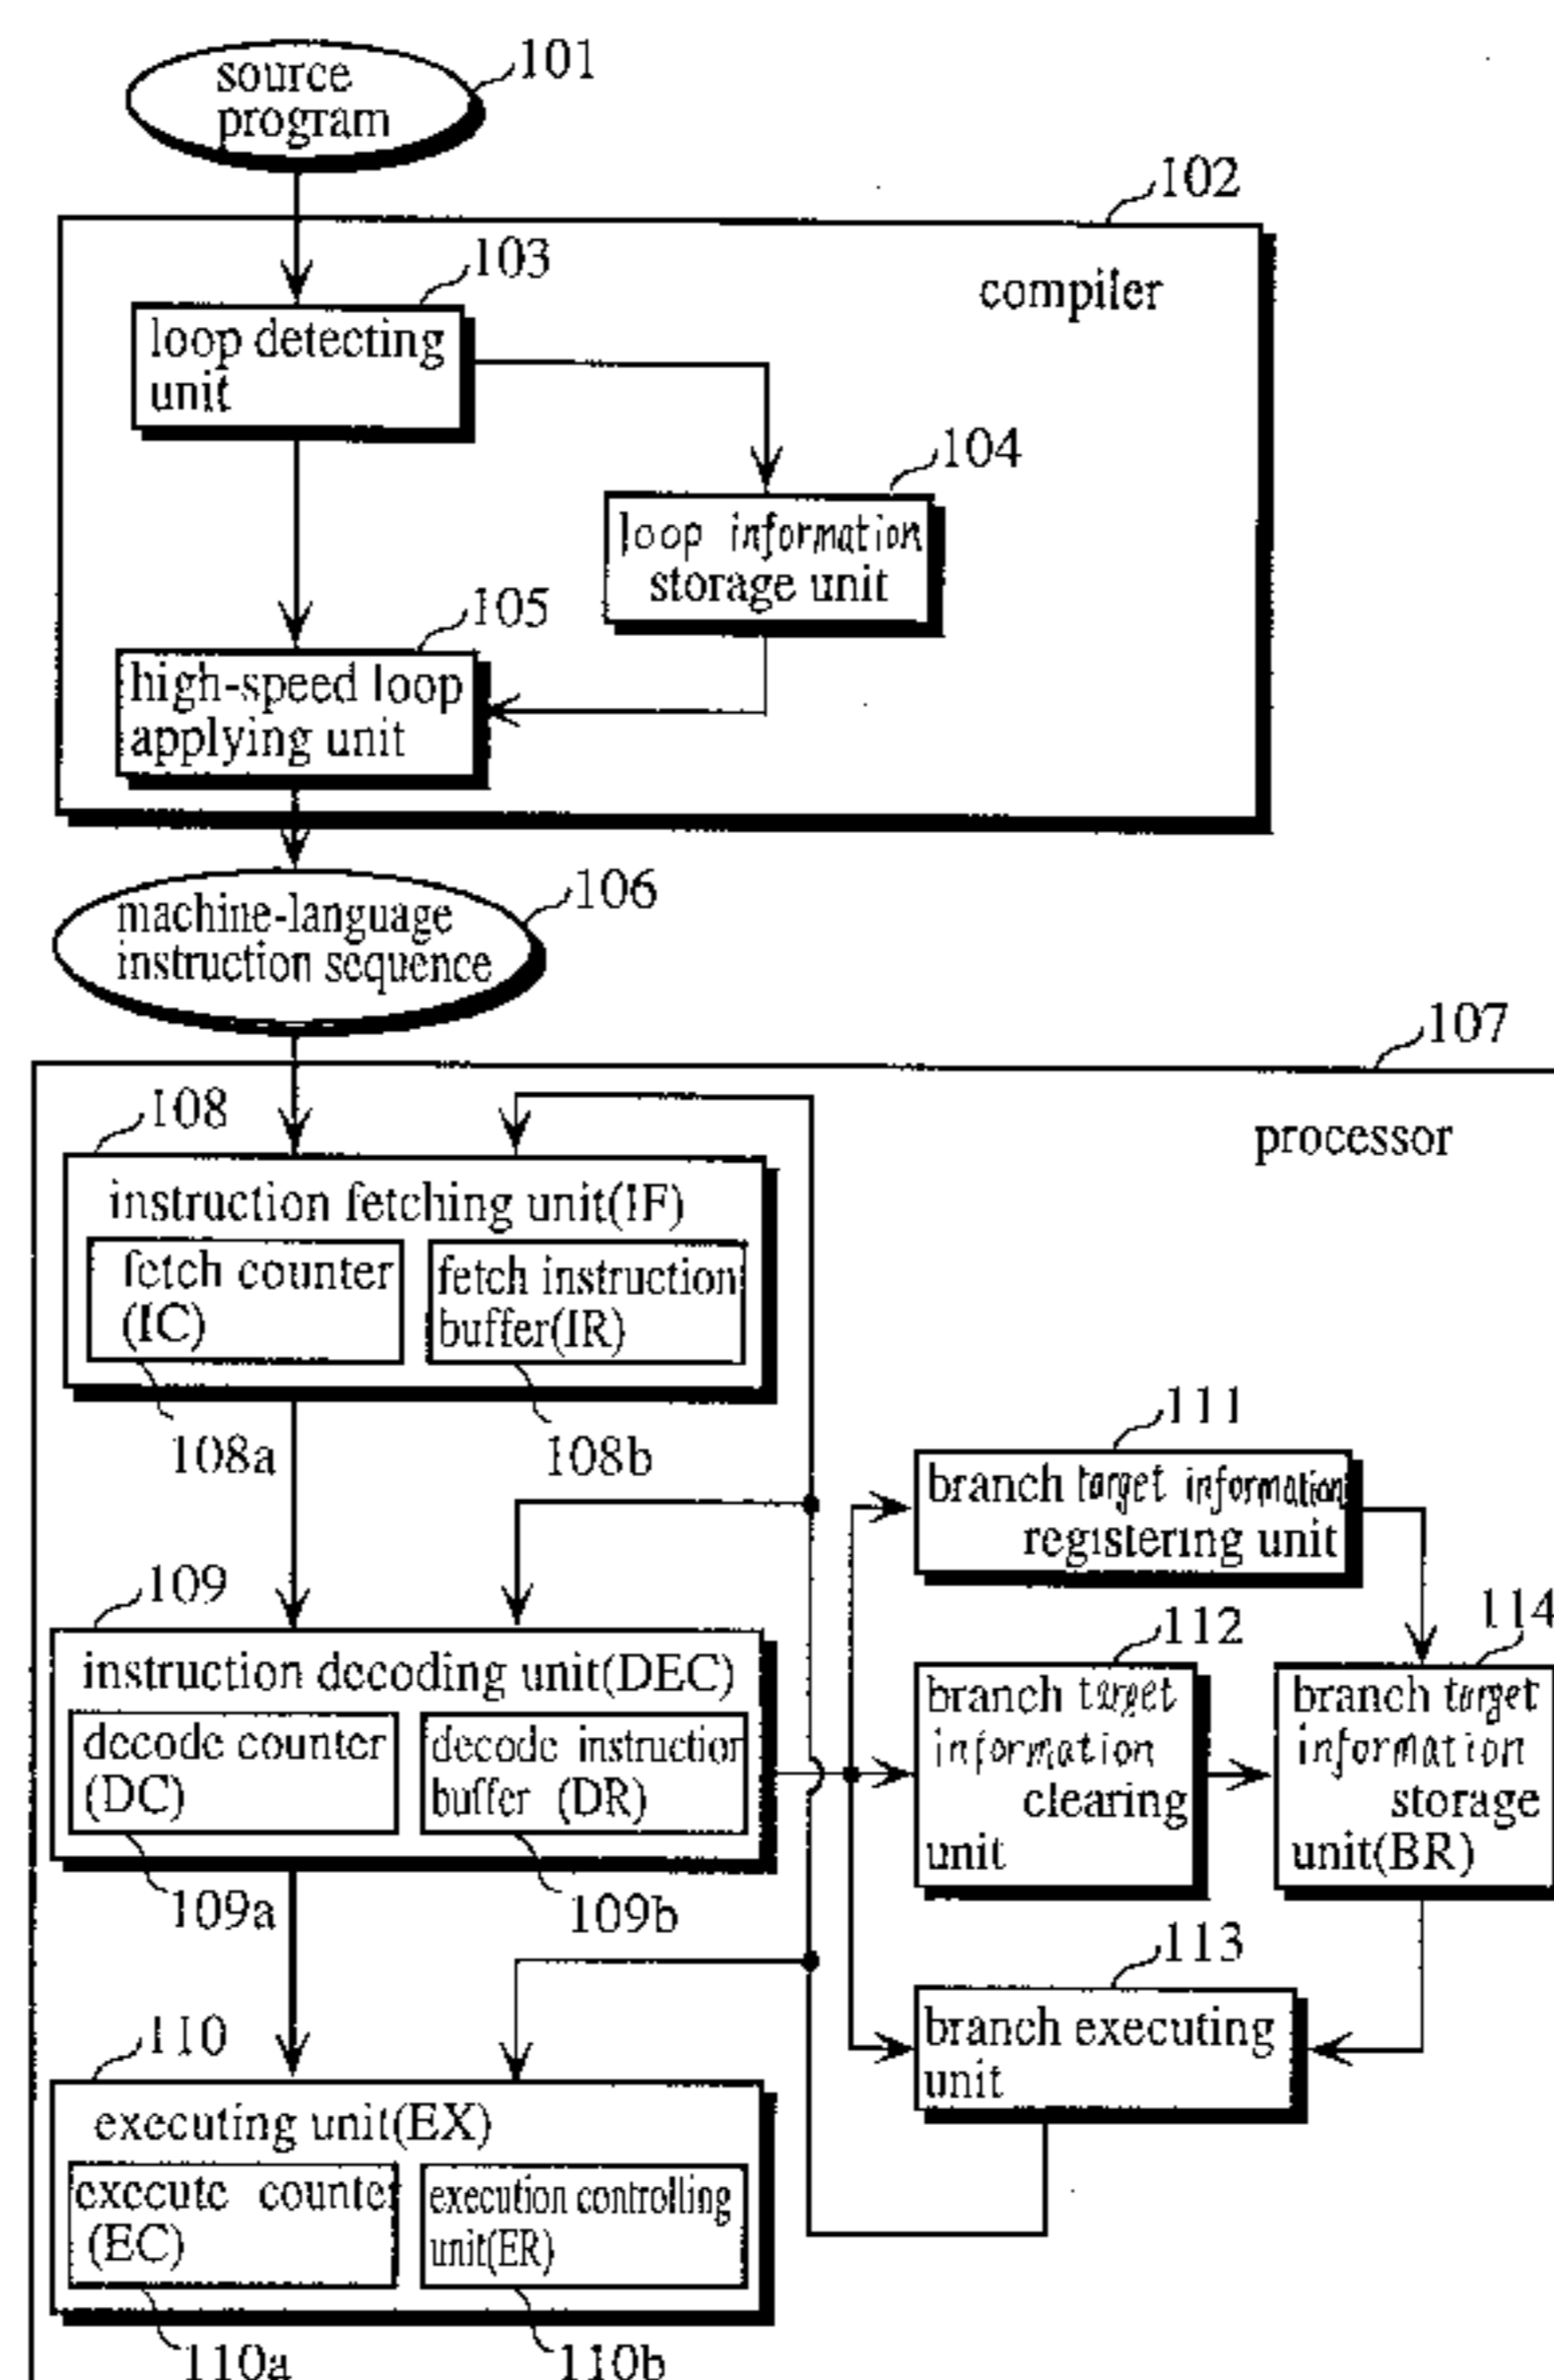 101
source
program
102
compiler
103
loop detecting
unit
104
loop information
storage unit
105
high-speed loop
applying unit
106
machine-language
instruction sequence
107
processor
108
instruction fetching unit(IF)
fetch counter
(IC)
fetch instruction
buffer(IR)
108a
108b
111
branch target information
registering unit
109
instruction decoding unit(DEC)
decode counter
(DC)
decode instruction
buffer (DR)
109a
109b
112
branch target
information
clearing
unit
114
branch target
information
storage
unit(BR)
113
branch executing
unit
110
executing unit(EX)
execute counter
(EC)
execution controlling
unit(ER)
110a
110b